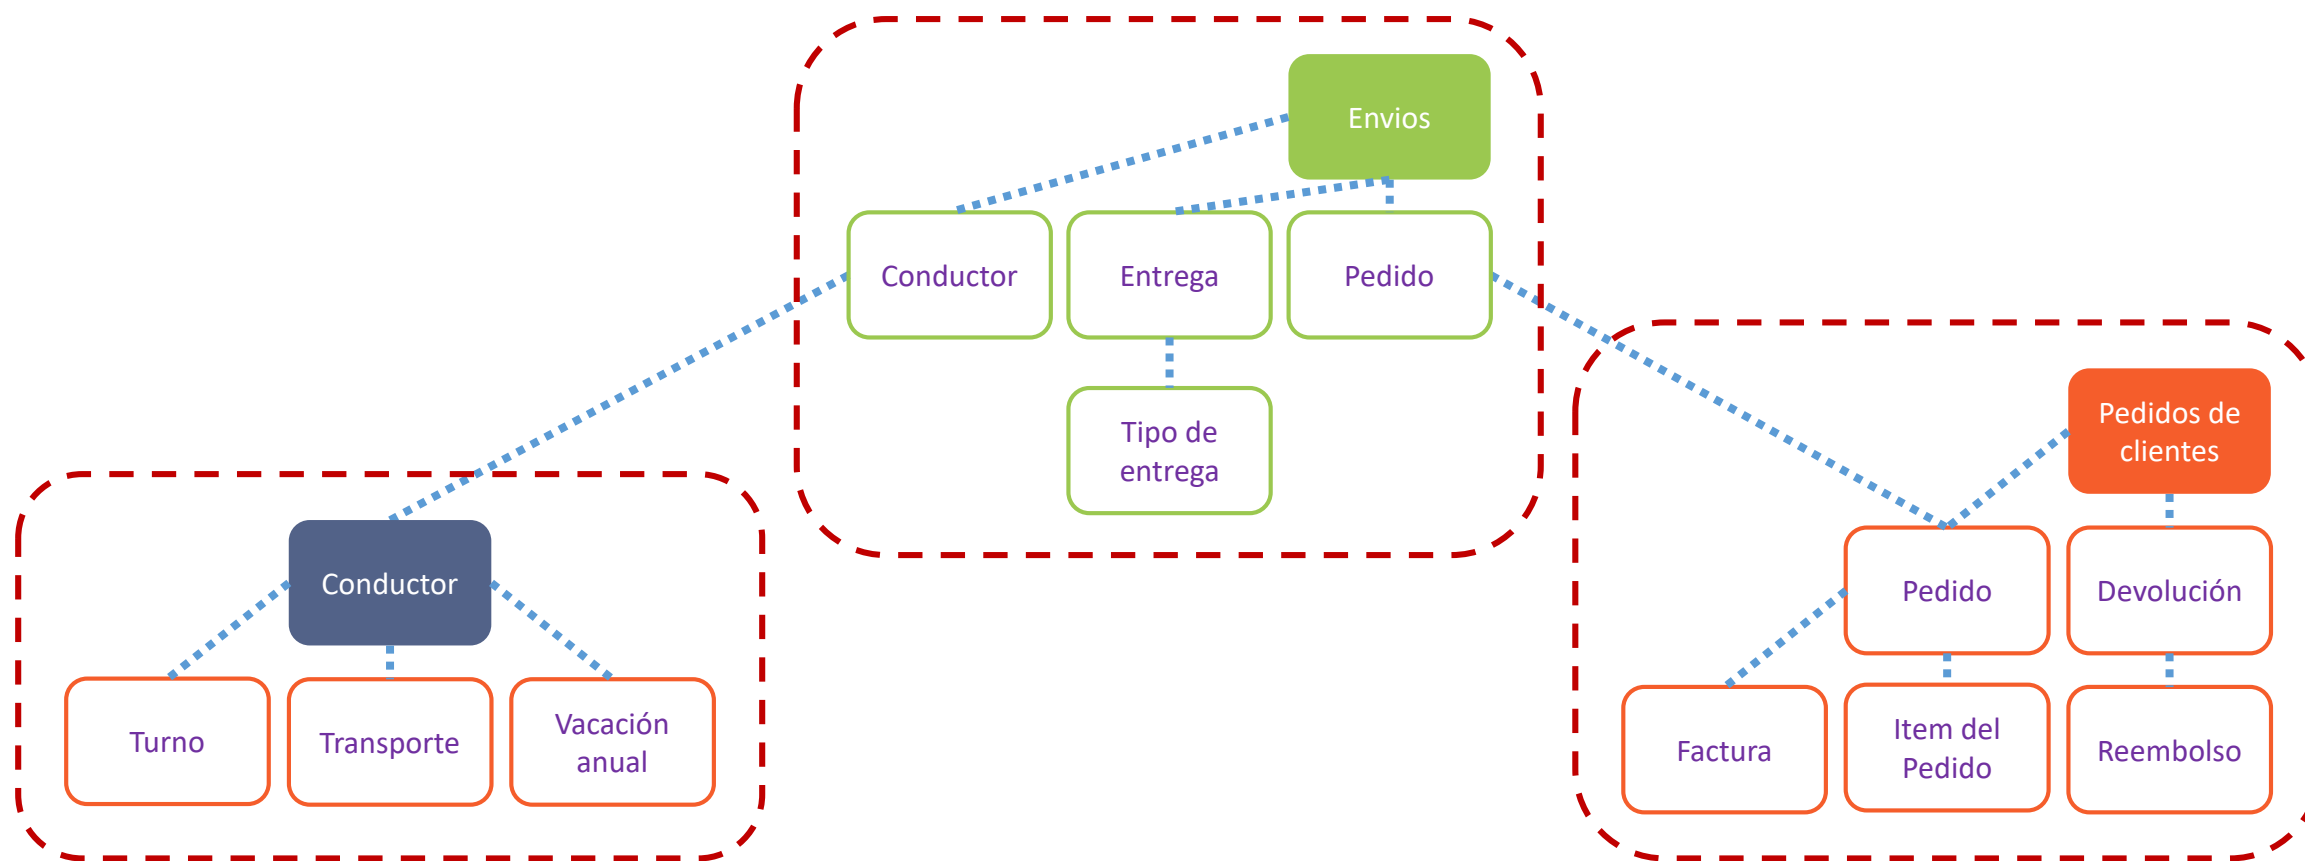 Envios
Conductor
Entrega
Pedido
Tipo de
entrega
Conductor
Turno
Transporte
Vacación
anual
Pedidos de
clientes
Pedido
Devolución
Factura
Item del
Pedido
Reembolso